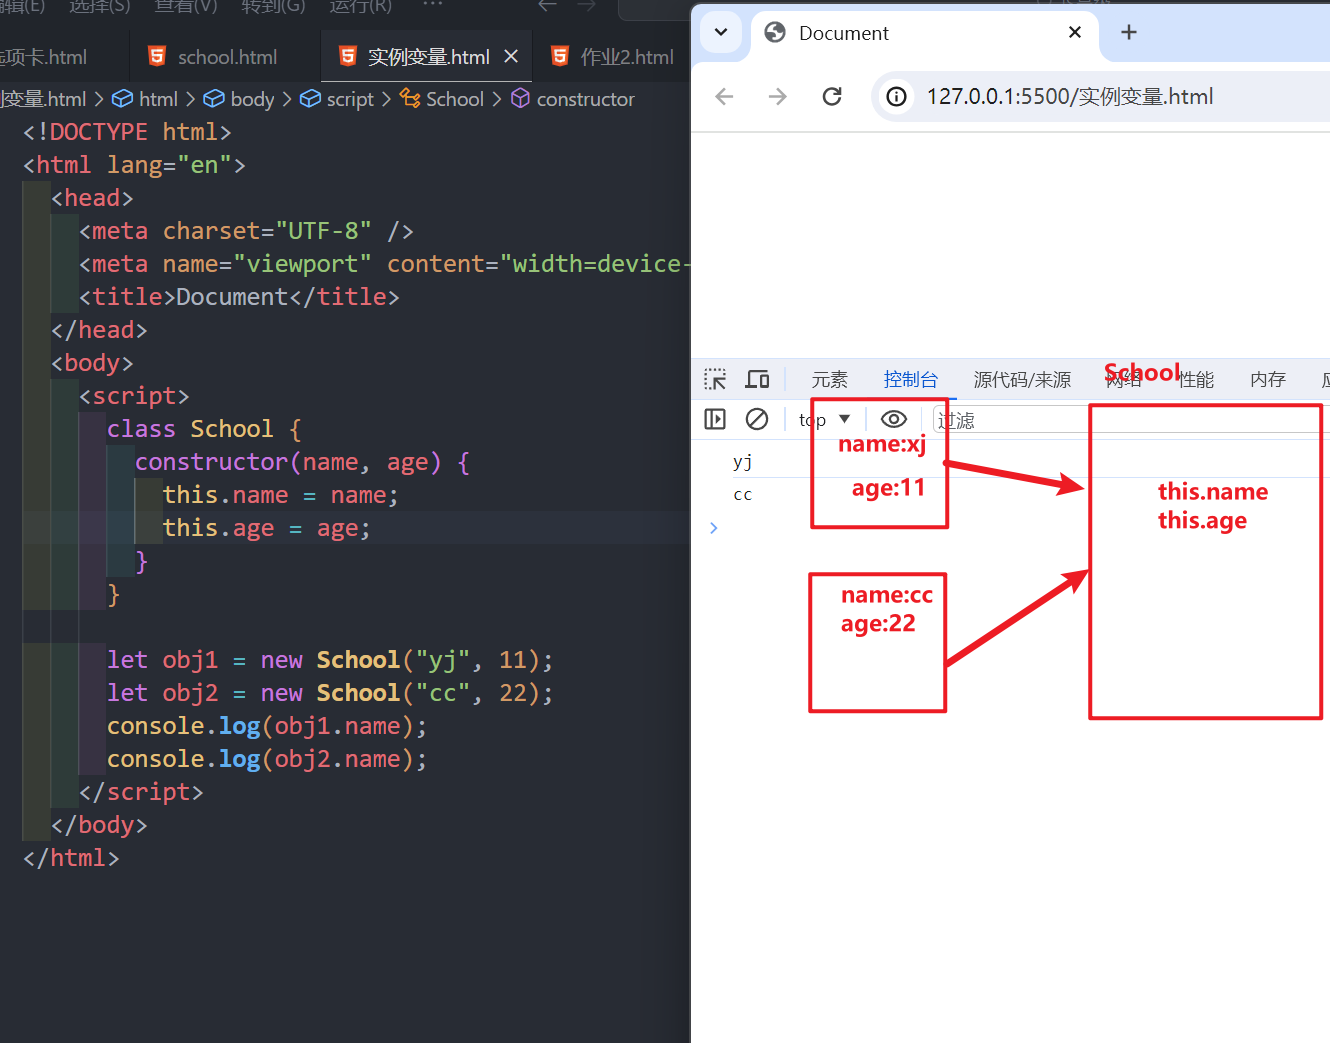 编辑(E) 选择(S) 查看(V) 转到(G) 运行(R) ···
选项卡.html school.html 实例变量.html 作业2.html
变量.html > html > body > script > School > constructor
<!DOCTYPE html>
<html lang="en">
<head>
<meta charset="UTF-8" />
<meta name="viewport" content="width=device-
<title>Document</title>
</head>
<body>
<script>
class School {
constructor(name, age) {
this.name = name;
this.age = age;
}
}
let obj1 = new School("yj", 11);
let obj2 = new School("cc", 22);
console.log(obj1.name);
console.log(obj2.name);
</script>
</body>
</html>
Document
127.0.0.1:5500/实例变量.html
元素 控制台 源代码/来源 网络 性能 内存
School
top 过滤
yj
cc
name:xj
age:11
name:cc
age:22
this.name
this.age